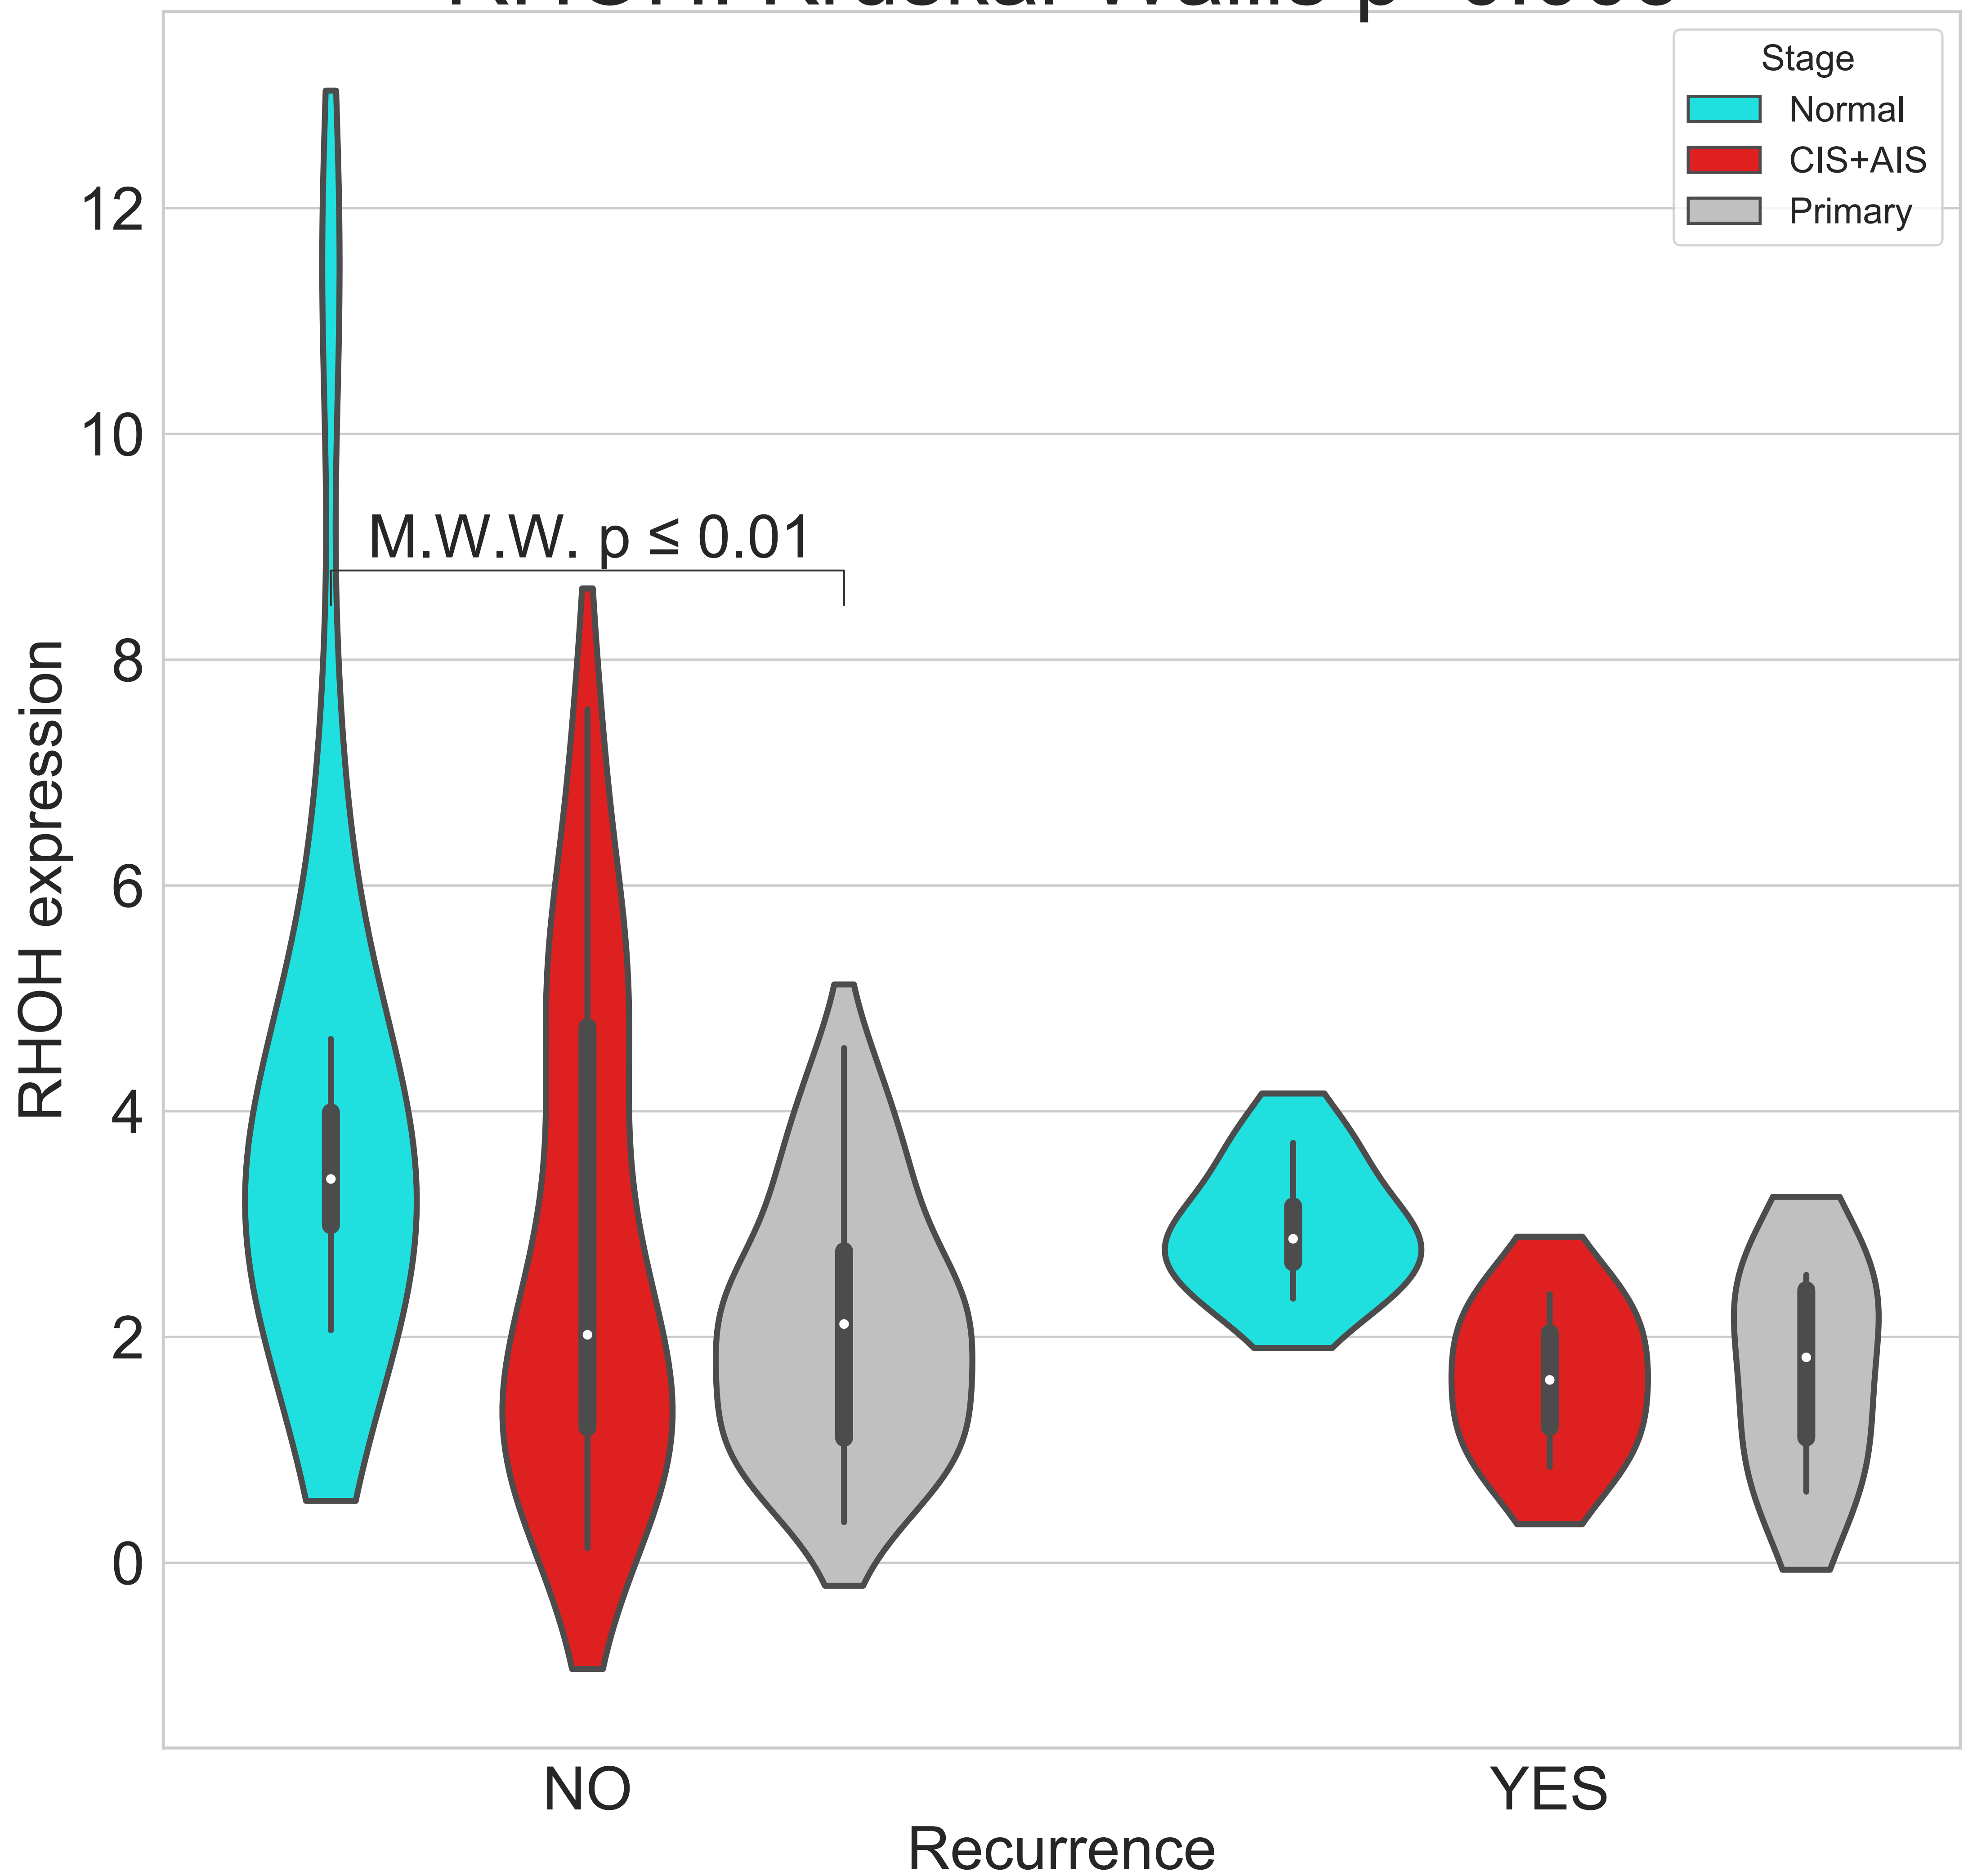 Stage
Normal
CIS+AIS
Primary
12
10
8
6
4
2
0
M.W.W. p ≤ 0.01
RHOH expression
NO
YES
Recurrence